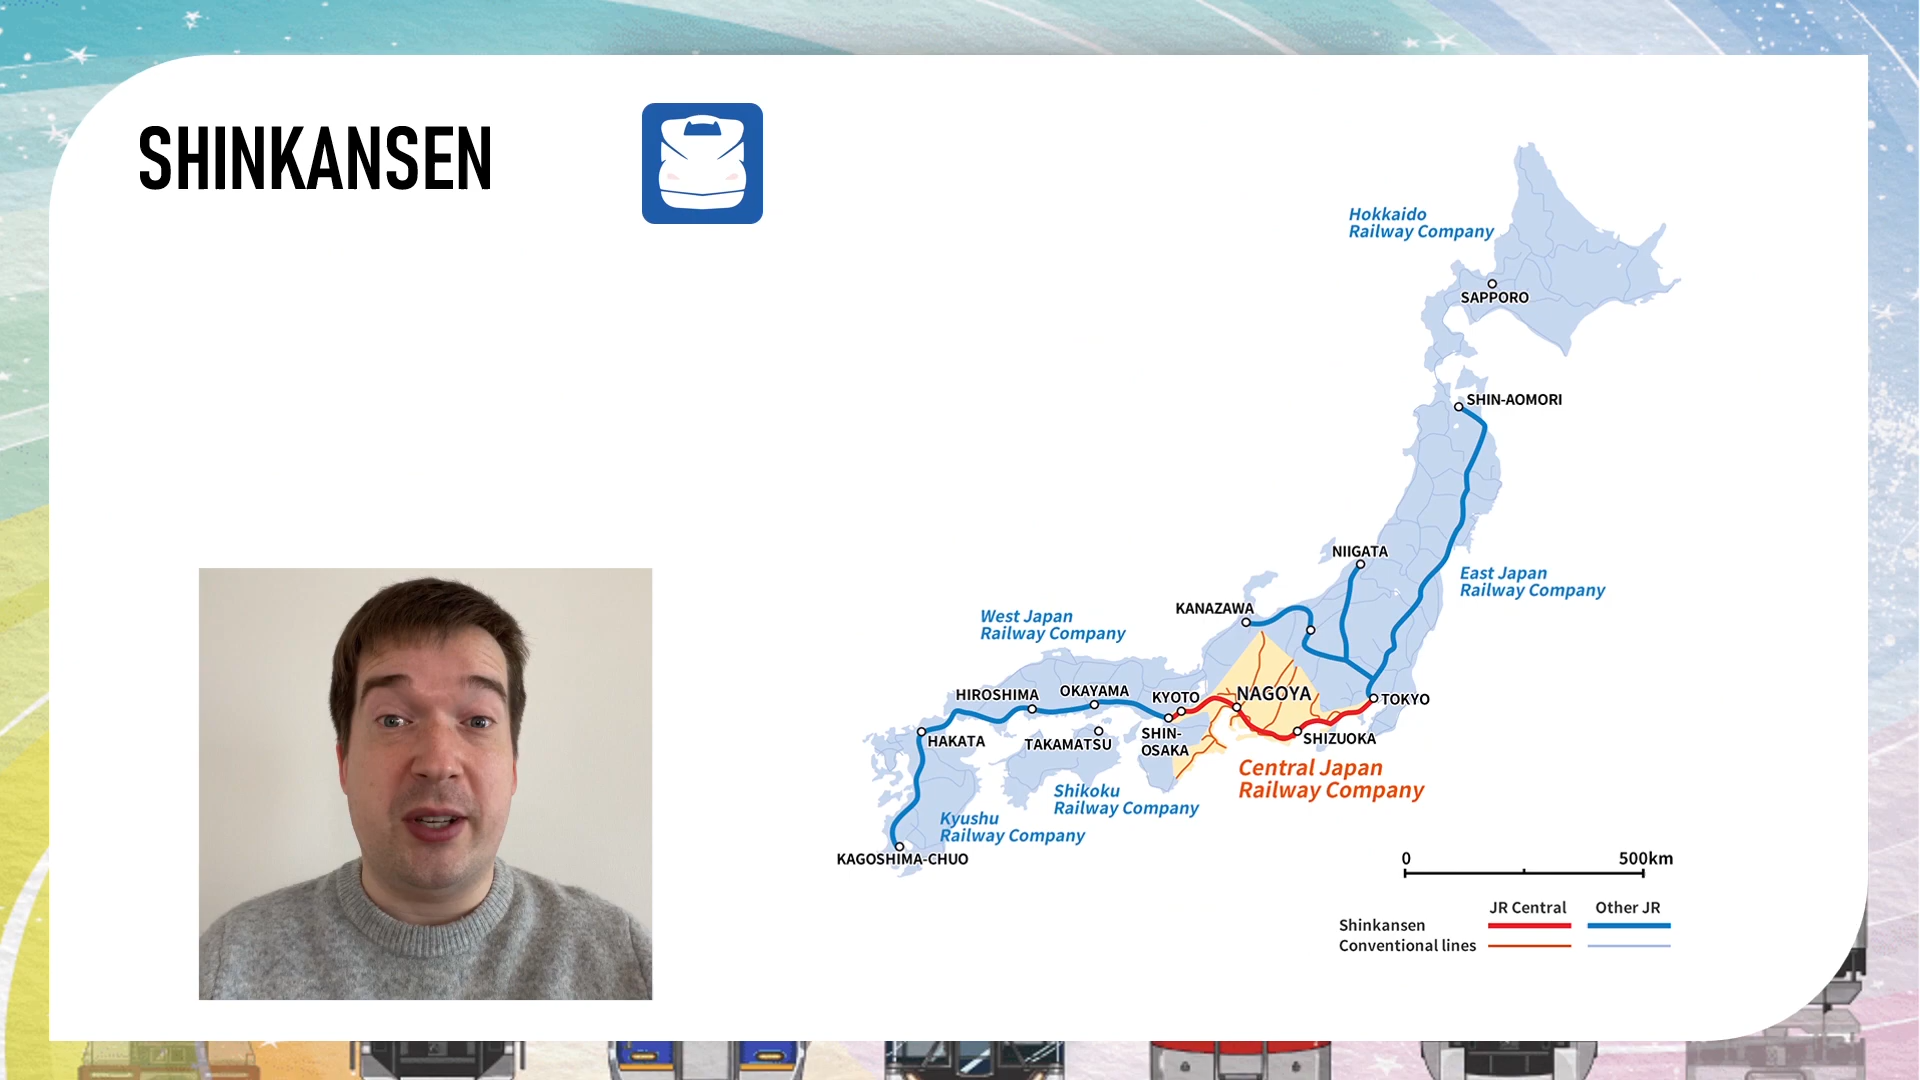 SHINKANSEN
Hokkaido
Railway Company
SAPPORO
SHIN-AOMORI
NIIGATA
East Japan
Railway Company
KANAZAWA
West Japan
Railway Company
HIROSHIMA
OKAYAMA
KYOTO
NAGOYA
TOKYO
HAKATA
TAKAMATSU
SHIN-
OSAKA
SHIZUOKA
Central Japan
Railway Company
Shikoku
Railway Company
Kyushu
Railway Company
KAGOSHIMA-CHUO
0 500km
JR Central Other JR
Shinkansen
Conventional lines